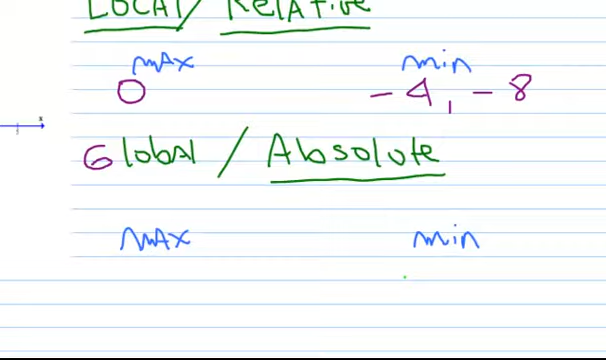 LOCAL/ Relative
max min
0 -4, -8
Global / Absolute
max min
x